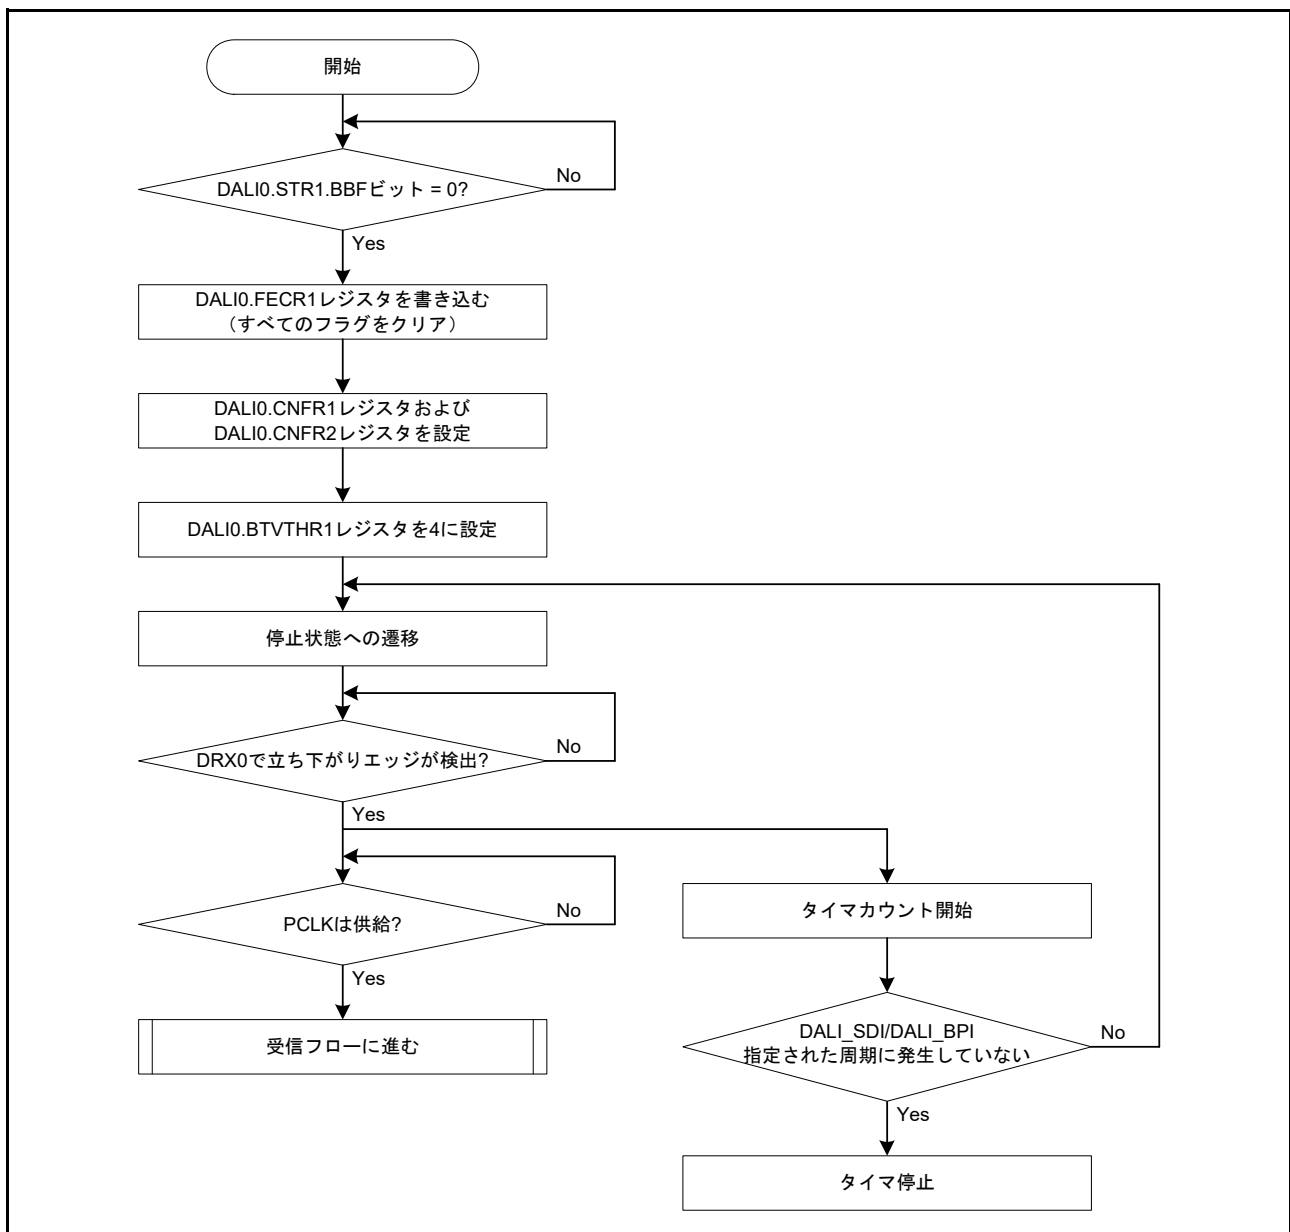 開始
DALI0.STR1.BBFビット = 0?
No
Yes
DALI0.FECR1レジスタを書き込む
（すべてのフラグをクリア）
DALI0.CNFR1レジスタおよび
DALI0.CNFR2レジスタを設定
DALI0.BTVTHR1レジスタを4に設定
停止状態への遷移
DRX0で立ち下がりエッジが検出?
No
Yes
PCLKは供給?
No
Yes
受信フローに進む
タイマカウント開始
DALI_SDI/DALI_BPI
指定された周期に発生していない
No
Yes
タイマ停止